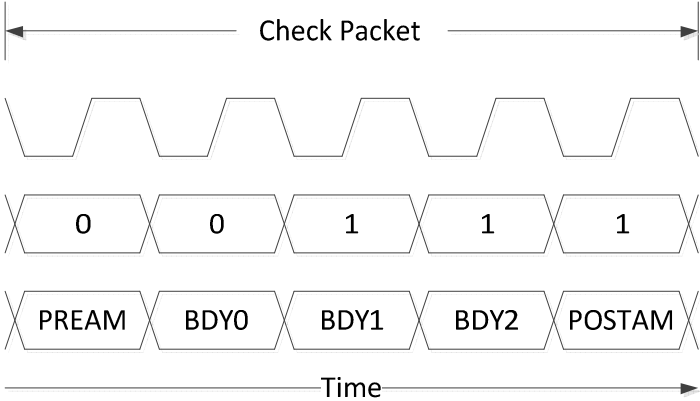 Check Packet
0 0 1 1 1
PREAM BDY0 BDY1 BDY2 POSTAM
Time